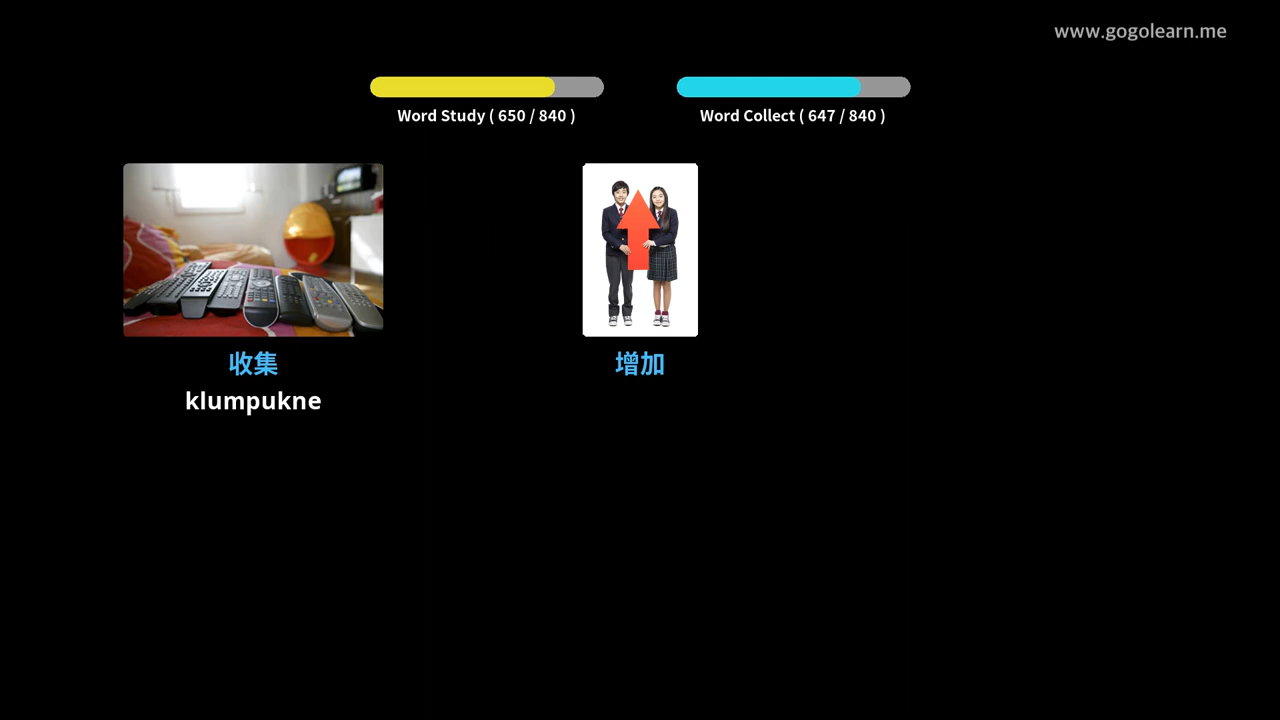 www.gogolearn.me
Word Study ( 650 / 840 )
Word Collect ( 647 / 840 )
收集
klumpukne
增加